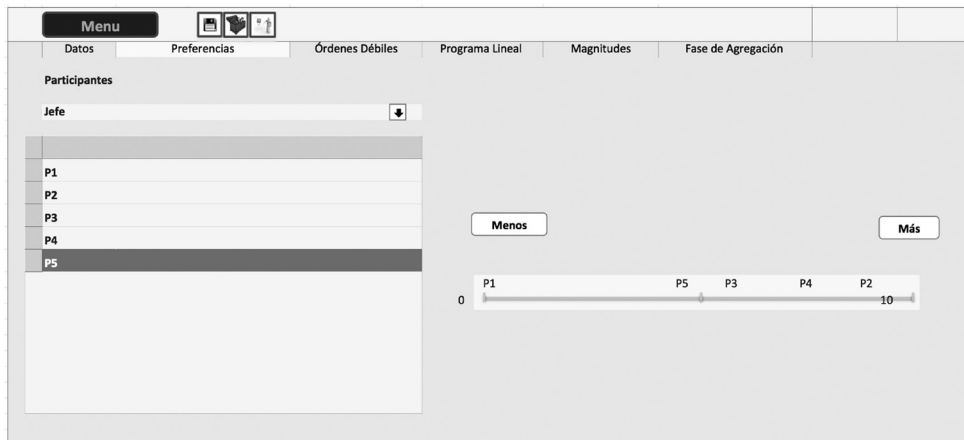 Menu
Datos Preferencias Órdenes Débiles Programa Lineal Magnitudes Fase de Agregación
Participantes
Jefe
P1
P2
P3
P4
P5
Menos Más
P1 P5 P3 P4 P2
0 10